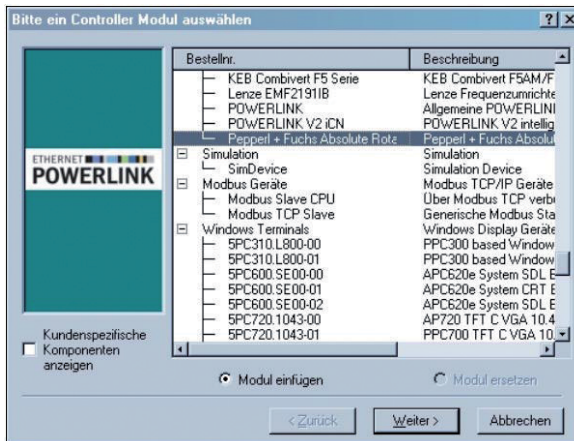 Bitte ein Controller Modul auswählen
Bestellnr. Beschreibung
KEB Combivert F5 Serie KEB Combivert F5AM/F
Lenze EMF2191IB Lenze Frequenzumrichte
POWERLINK Allgemeine POWERLINI
POWERLINK V2 iCN POWERLINK V2 intellig
Pepperl + Fuchs Absolute Rota Pepperl + Fuchs Absolut
Simulation Simulation
SimDevice Simulation Device
Modbus Geräte Modbus TCP/IP Geräte
Modbus Slave CPU Über Modbus TCP verb
Modbus TCP Slave Generische Modbus Sta
Windows Terminals Windows Display Geräte
5PC310.L800-00 PPC300 based Window
5PC310.L800-01 PPC300 based Window
5PC600.SE00-00 APC620e System SDL E
5PC600.SE00-01 APC620e System CRT E
5PC600.SE00-02 APC620e System SDL E
5PC720.1043-00 AP720 TFT C VGA 10.4
5PC720.1043-01 PPC700 TFT C VGA 10.
ETHERNET
POWERLINK
Kundenspezifische
Komponenten
anzeigen
Modul einfügen Modul ersetzen
< Zurück Weiter > Abbrechen